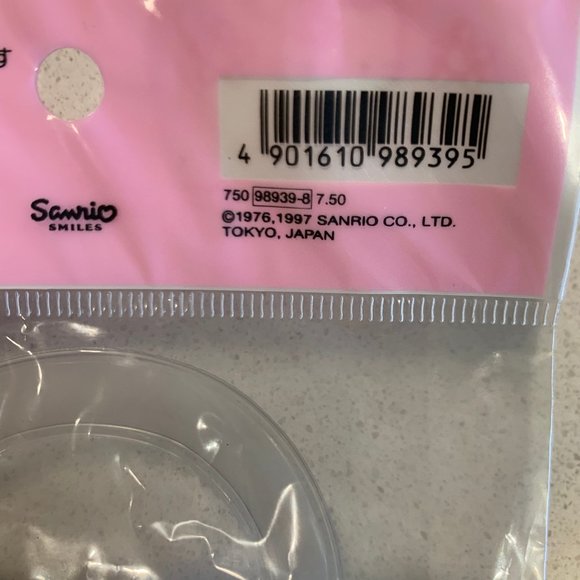 す
4 901610 989395
750 98939-8 7.50
©1976,1997 SANRIO CO., LTD.
TOKYO, JAPAN
Sanrio
SMILES